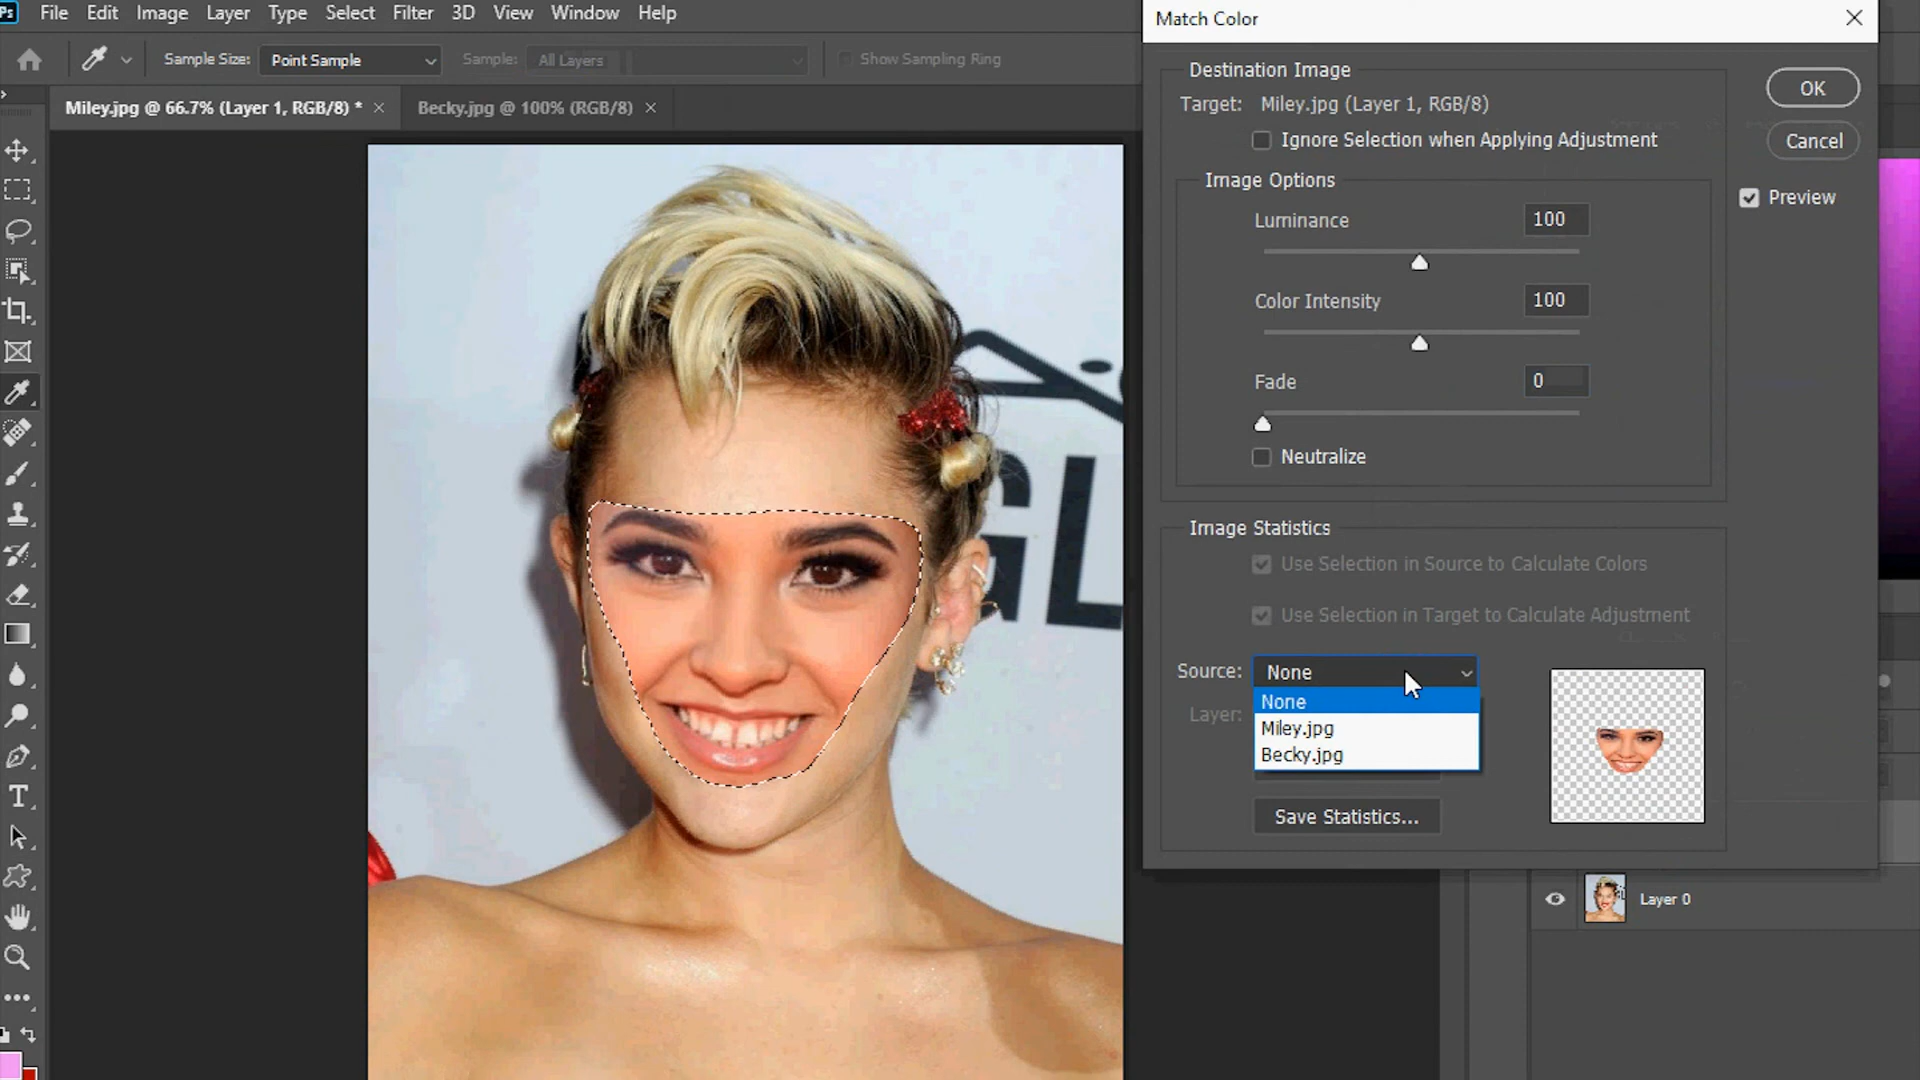 Ps File Edit Image Layer Type Select Filter 3D View Window Help
Match Color
Sample Size: Point Sample Sample: All Layers Show Sampling Ring
Miley.jpg @ 66.7% (Layer 1, RGB/8) * Becky.jpg @ 100% (RGB/8)
Destination Image
OK
Target: Miley.jpg (Layer 1, RGB/8)
Ignore Selection when Applying Adjustment
Cancel
Image Options
Preview
Luminance 100
Color Intensity 100
Fade 0
Neutralize
GL
Image Statistics
Use Selection in Source to Calculate Colors
Use Selection in Target to Calculate Adjustment
Source: None
None
Layer:
Miley.jpg
Becky.jpg
Save Statistics...
Layer 0